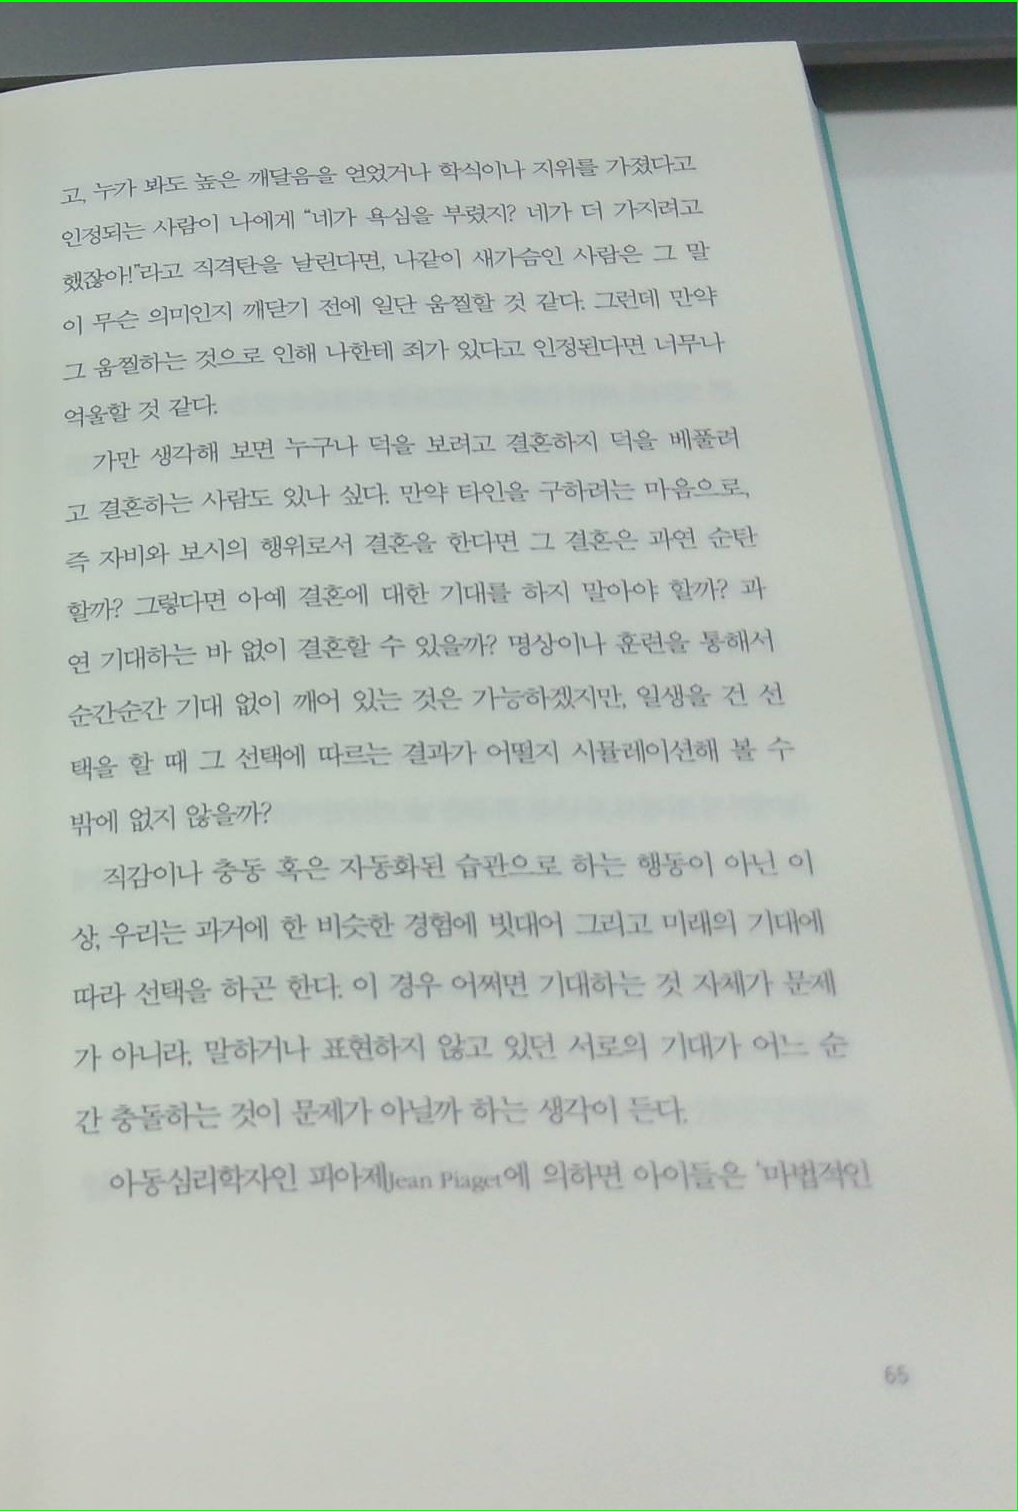 고, 누가 봐도 높은 깨달음을 얻었거나 학식이나 지위를 가졌다고
인정되는 사람이 나에게 “네가 욕심을 부렸지? 네가 더 가지려고
했잖아!”라고 직격탄을 날린다면, 나같이 새가슴인 사람은 그 말
이 무슨 의미인지 깨닫기 전에 일단 움찔할 것 같다. 그런데 만약
그 움찔하는 것으로 인해 나한테 죄가 있다고 인정된다면 너무나
억울할 것 같다.
가만 생각해 보면 누구나 덕을 보려고 결혼하지 덕을 베풀려
고 결혼하는 사람도 있나 싶다. 만약 타인을 구하려는 마음으로,
즉 자비와 보시의 행위로서 결혼을 한다면 그 결혼은 과연 순탄
할까? 그렇다면 아예 결혼에 대한 기대를 하지 말아야 할까? 과
연 기대하는 바 없이 결혼할 수 있을까? 명상이나 훈련을 통해서
순간순간 기대 없이 깨어 있는 것은 가능하겠지만, 일생을 건 선
택을 할 때 그 선택에 따르는 결과가 어떨지 시뮬레이션해 볼 수
밖에 없지 않을까?
직감이나 충동 혹은 자동화된 습관으로 하는 행동이 아닌 이
상, 우리는 과거에 한 비슷한 경험에 빗대어 그리고 미래의 기대에
따라 선택을 하곤 한다. 이 경우 어쩌면 기대하는 것 자체가 문제
가 아니라, 말하거나 표현하지 않고 있던 서로의 기대가 어느 순
간 충돌하는 것이 문제가 아닐까 하는 생각이 든다.
아동심리학자인 피아제Jean Piaget에 의하면 아이들은 ‘마법적인
65